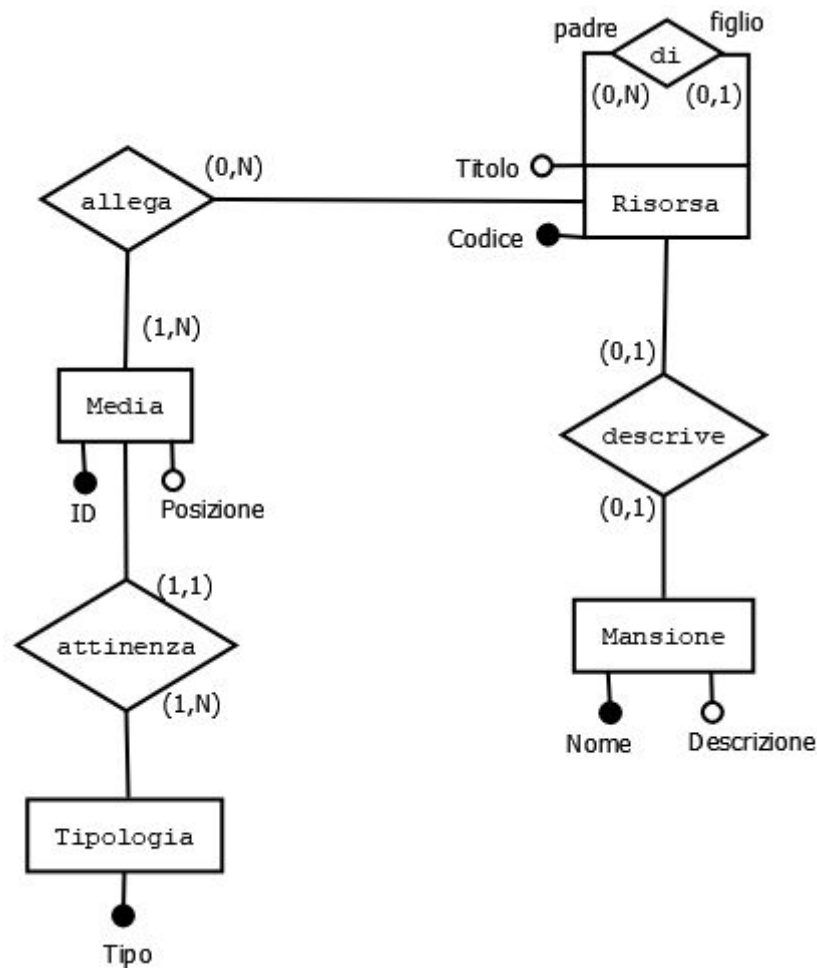 padre
figlio
di
(0,N)
(0,1)
(0,N)
Titolo
allega
Risorsa
Codice
(1,N)
(0,1)
Media
descrive
ID
Posizione
(0,1)
(1,1)
attinenza
Mansione
(1,N)
Nome
Descrizione
Tipologia
Tipo